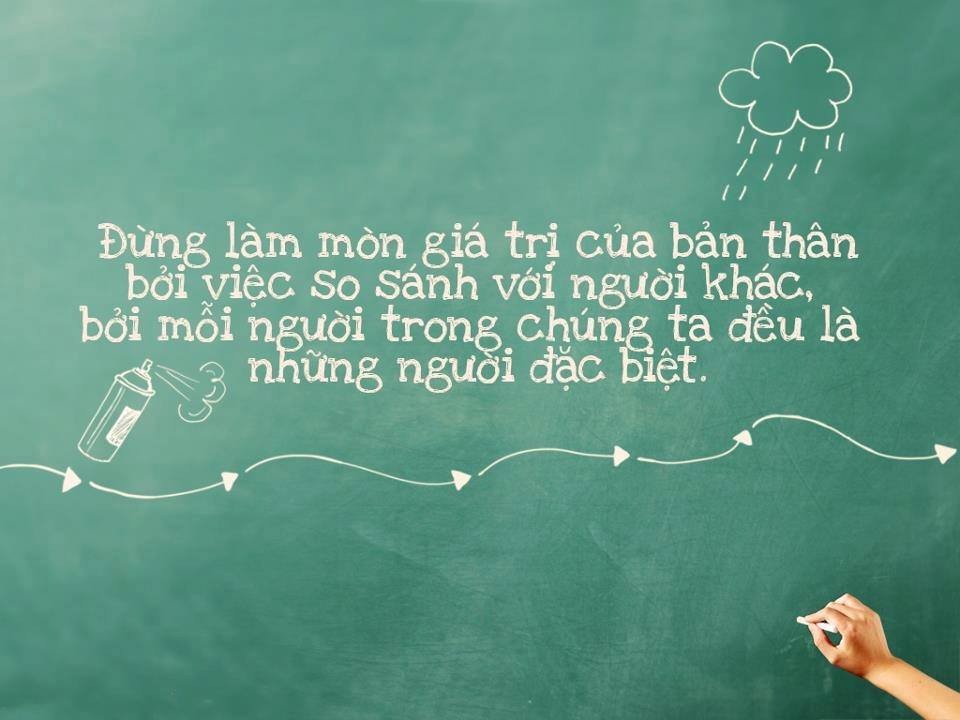 Đừng làm mòn giá trị của bản thân
bởi việc so sánh với người khác,
bởi mỗi người trong chúng ta đều là
những người đặc biệt.